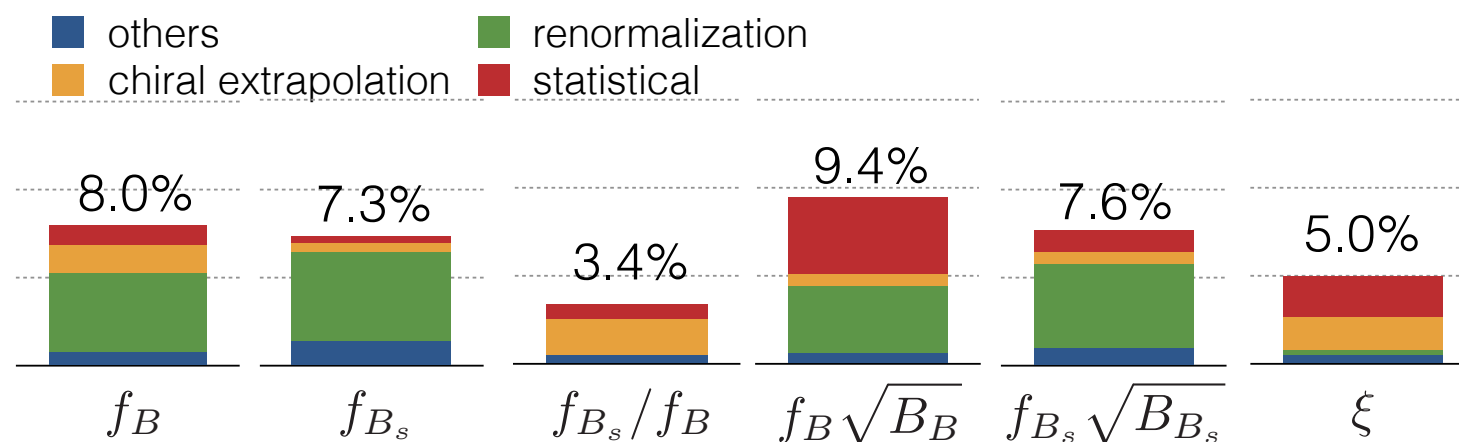 others
renormalization
chiral extrapolation
statistical
8.0%
7.3%
3.4%
9.4%
7.6%
5.0%
f_B
f_{B_s}
f_{B_s}/f_B
f_B√B_B
f_{B_s}√B_{B_s}
ξ